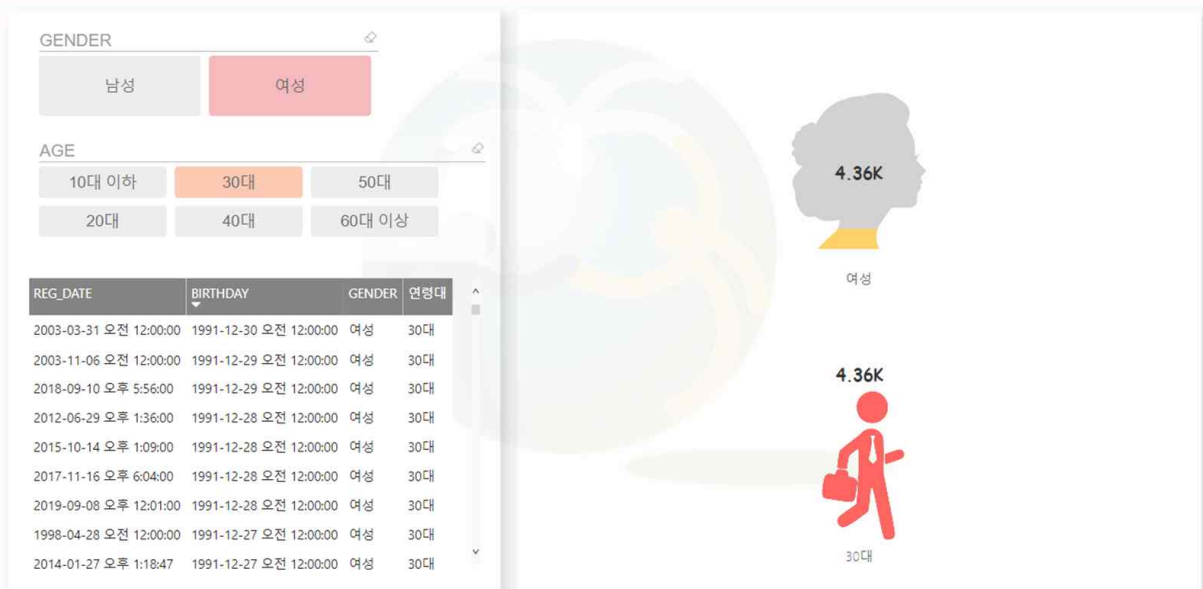 GENDER
남성 여성
AGE
10대 이하 30대 50대
20대 40대 60대 이상
REG_DATE BIRTHDAY GENDER 연령대
2003-03-31 오전 12:00:00 1991-12-30 오전 12:00:00 여성 30대
2003-11-06 오전 12:00:00 1991-12-29 오전 12:00:00 여성 30대
2018-09-10 오후 5:56:00 1991-12-29 오전 12:00:00 여성 30대
2012-06-29 오후 1:36:00 1991-12-28 오전 12:00:00 여성 30대
2015-10-14 오후 1:09:00 1991-12-28 오전 12:00:00 여성 30대
2017-11-16 오후 6:04:00 1991-12-28 오전 12:00:00 여성 30대
2019-09-08 오후 12:01:00 1991-12-28 오전 12:00:00 여성 30대
1998-04-28 오전 12:00:00 1991-12-27 오전 12:00:00 여성 30대
2014-01-27 오후 1:18:47 1991-12-27 오전 12:00:00 여성 30대
4.36K
여성
4.36K
30대